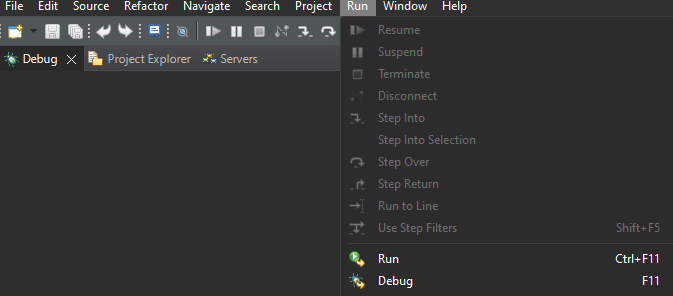 File Edit Source Refactor Navigate Search Project Run Window Help
Debug Project Explorer Servers
Resume
Suspend
Terminate
Disconnect
Step Into
Step Into Selection
Step Over
Step Return
Run to Line
Use Step Filters Shift+F5
Run Ctrl+F11
Debug F11